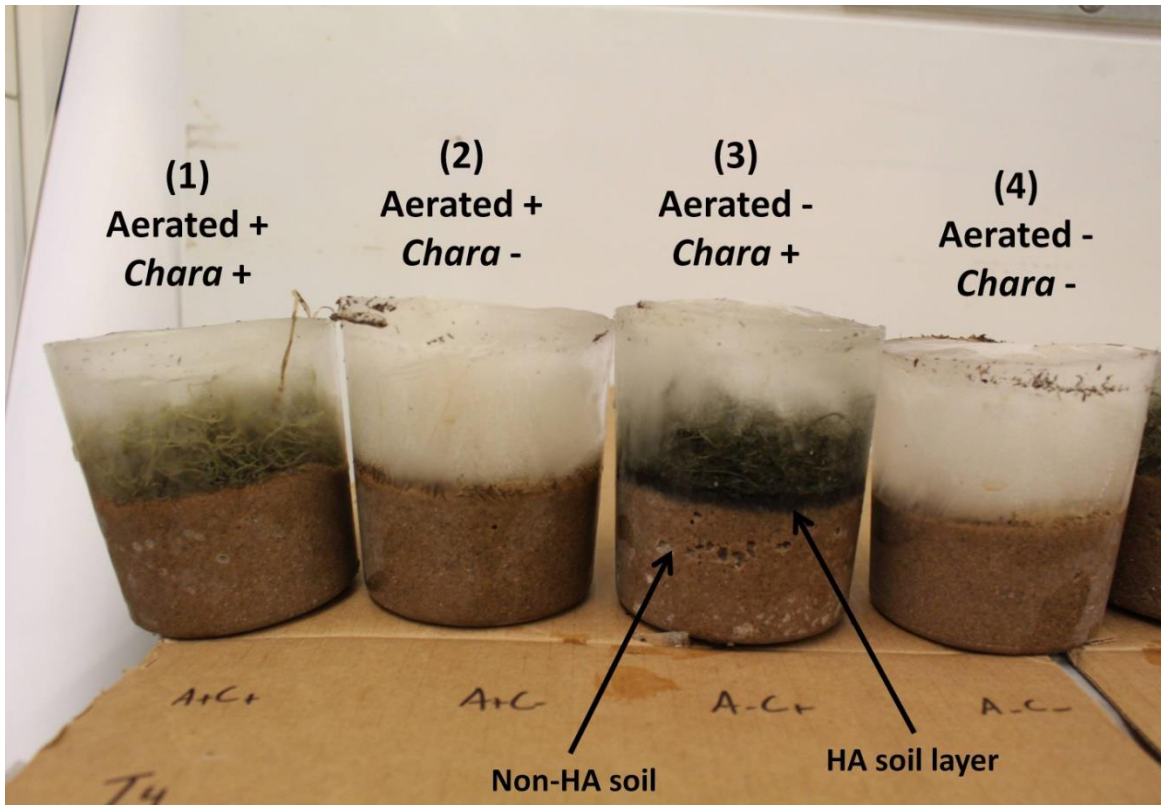 (1)
Aerated +
Chara +
(2)
Aerated +
Chara -
(3)
Aerated -
Chara +
(4)
Aerated -
Chara -
A+C+
A+C-
A-C+
A-C-
Non-HA soil
HA soil layer
T4